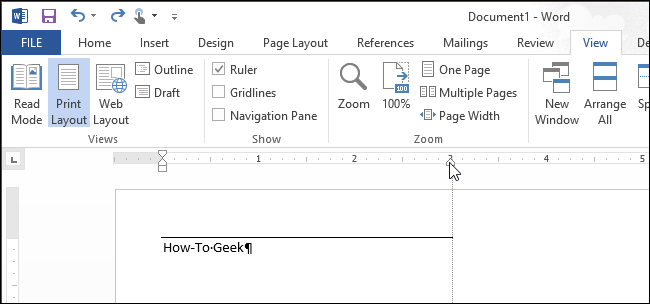 Document1 - Word
FILE Home Insert Design Page Layout References Mailings Review View De
Read Mode
Print Layout
Web Layout
Outline
Draft
Views
Ruler
Gridlines
Navigation Pane
Show
Zoom
100
100%
One Page
Multiple Pages
Page Width
Zoom
New Window
Arrange All
Sp
1 2 3 4 5
How-To·Geek¶